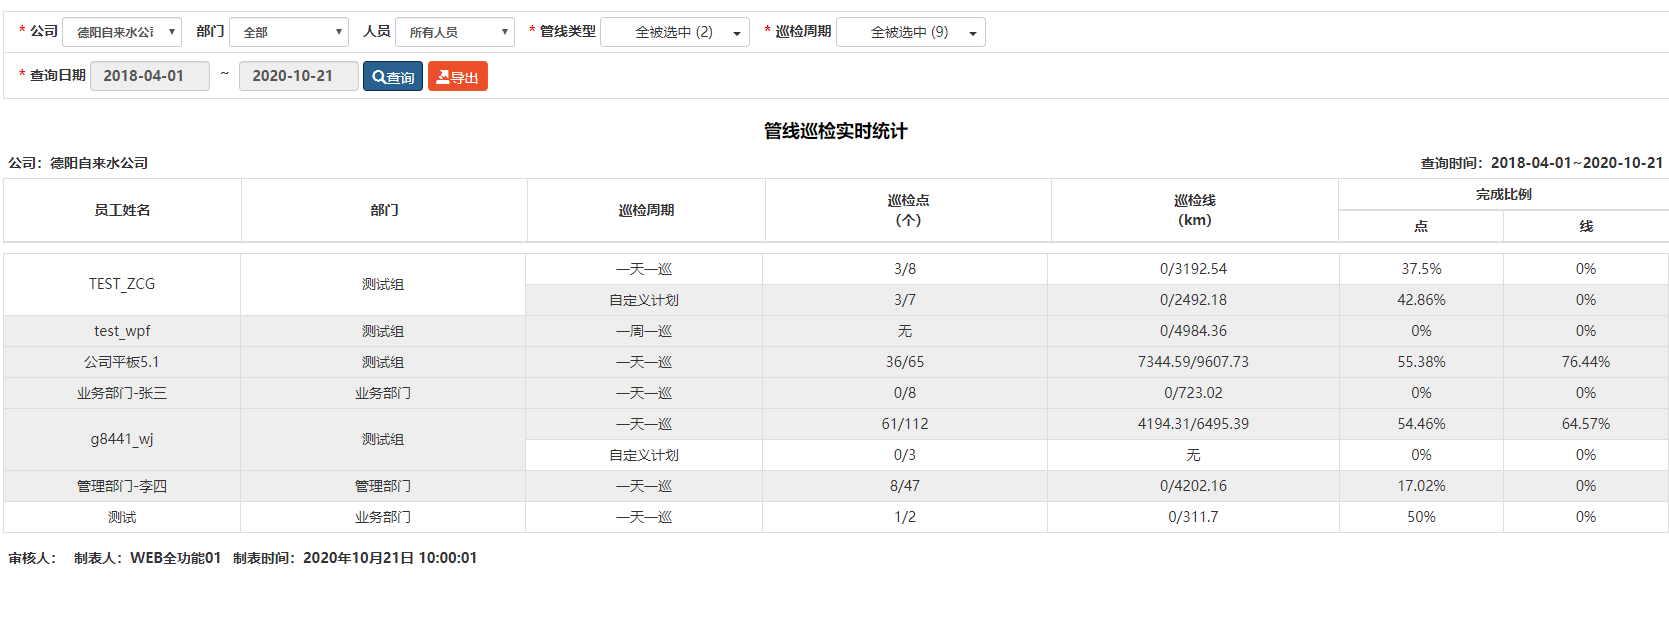 * 公司 德阳自来水公司 部门 全部 人员 所有人员 * 管线类型 全被选中 (2) * 巡检周期 全被选中 (9)
* 查询日期 2018-04-01 ~ 2020-10-21 查询 导出
管线巡检实时统计
公司：德阳自来水公司 查询时间：2018-04-01~2020-10-21
员工姓名 部门 巡检周期 巡检点 (个) 巡检线 (km) 完成比例
点 线
TEST_ZCG 测试组 一天一巡 3/8 0/3192.54 37.5% 0%
自定义计划 3/7 0/2492.18 42.86% 0%
test_wpf 测试组 一周一巡 无 0/4984.36 0% 0%
公司平板5.1 测试组 一天一巡 36/65 7344.59/9607.73 55.38% 76.44%
业务部门-张三 业务部门 一天一巡 0/8 0/723.02 0% 0%
g8441_wj 测试组 一天一巡 61/112 4194.31/6495.39 54.46% 64.57%
自定义计划 0/3 无 0% 0%
管理部门-李四 管理部门 一天一巡 8/47 0/4202.16 17.02% 0%
测试 业务部门 一天一巡 1/2 0/311.7 50% 0%
审核人： 制表人：WEB全功能01 制表时间：2020年10月21日 10:00:01